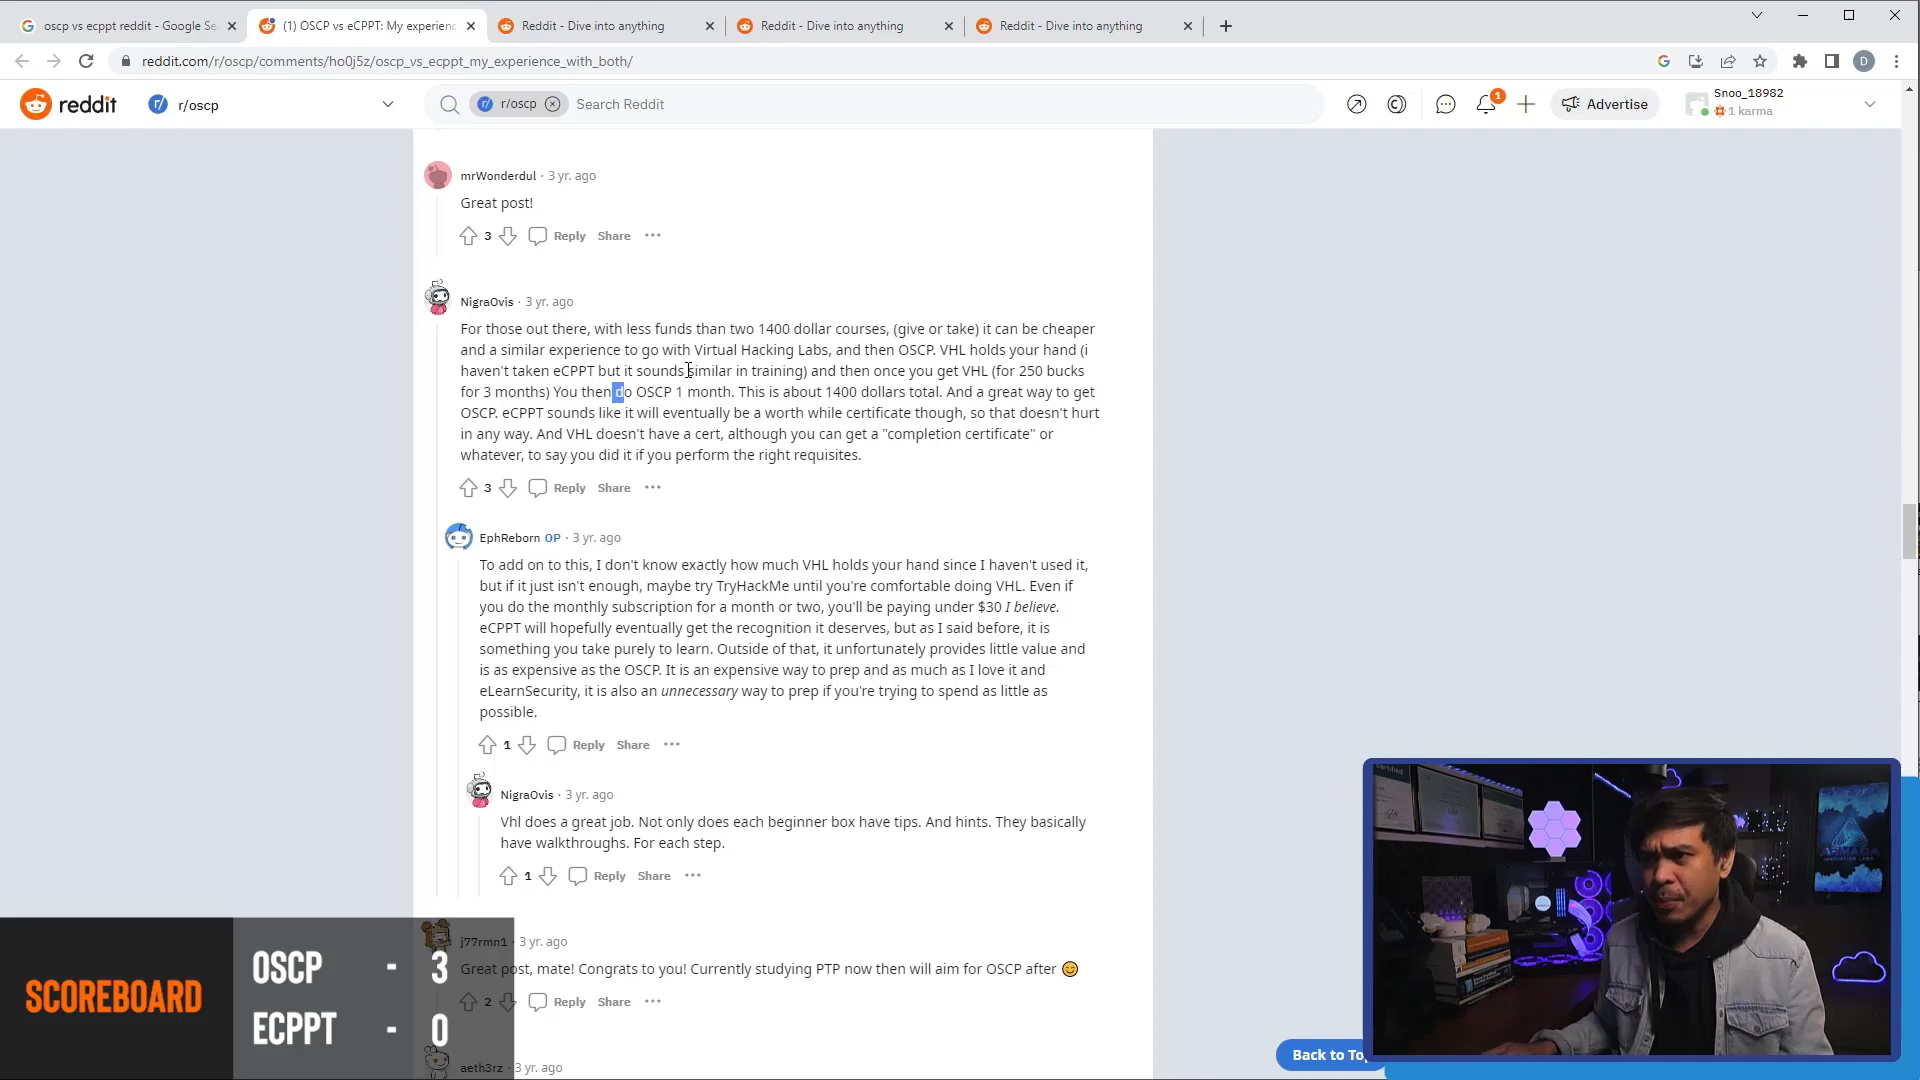 oscp vs ecppt reddit - Google Se
(1) OSCP vs eCPPT: My experienc
Reddit - Dive into anything
Reddit - Dive into anything
Reddit - Dive into anything
reddit.com/r/oscp/comments/ho0j5z/oscp_vs_ecppt_my_experience_with_both/
D
reddit
r/oscp
r/oscp
Search Reddit
1
Advertise
Snoo_18982
1 karma
mrWonderdul · 3 yr. ago
Great post!
3 Reply Share ···
NigraOvis · 3 yr. ago
For those out there, with less funds than two 1400 dollar courses, (give or take) it can be cheaper
and a similar experience to go with Virtual Hacking Labs, and then OSCP. VHL holds your hand (i
haven't taken eCPPT but it sounds similar in training) and then once you get VHL (for 250 bucks
for 3 months) You then do OSCP 1 month. This is about 1400 dollars total. And a great way to get
OSCP. eCPPT sounds like it will eventually be a worth while certificate though, so that doesn't hurt
in any way. And VHL doesn't have a cert, although you can get a "completion certificate" or
whatever, to say you did it if you perform the right requisites.
3 Reply Share ···
EphReborn OP · 3 yr. ago
To add on to this, I don't know exactly how much VHL holds your hand since I haven't used it,
but if it just isn't enough, maybe try TryHackMe until you're comfortable doing VHL. Even if
you do the monthly subscription for a month or two, you'll be paying under $30 I believe.
eCPPT will hopefully eventually get the recognition it deserves, but as I said before, it is
something you take purely to learn. Outside of that, it unfortunately provides little value and
is as expensive as the OSCP. It is an expensive way to prep and as much as I love it and
eLearnSecurity, it is also an unnecessary way to prep if you're trying to spend as little as
possible.
1 Reply Share ···
NigraOvis · 3 yr. ago
Vhl does a great job. Not only does each beginner box have tips. And hints. They basically
have walkthroughs. For each step.
1 Reply Share ···
j77rmn1 · 3 yr. ago
Great post, mate! Congrats to you! Currently studying PTP now then will aim for OSCP after 😊
2 Reply Share ···
aeth3rz · 3 yr. ago
SCOREBOARD
OSCP - 3
ECPPT - 0
Back to To